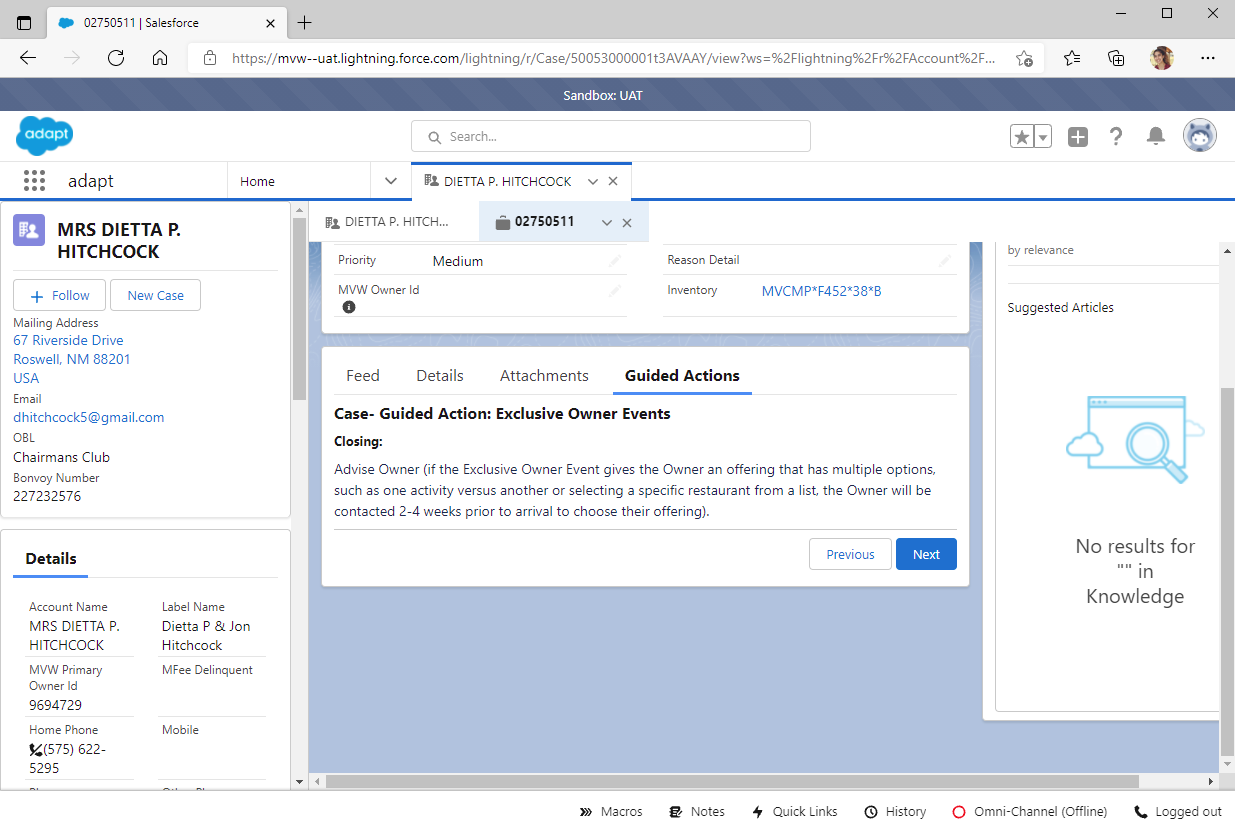 02750511 | Salesforce
https://mvw--uat.lightning.force.com/lightning/r/Case/50053000001t3AVAAY/view?ws=%2Flightning%2Fr%2FAccount%2F...
Sandbox: UAT
adapt
Search...
adapt
Home
DIETTA P. HITCHCOCK
MRS DIETTA P.
HITCHCOCK
Follow
New Case
Mailing Address
67 Riverside Drive
Roswell, NM 88201
USA
Email
dhitchcock5@gmail.com
OBL
Chairmans Club
Bonvoy Number
227232576
Details
Account Name
MRS DIETTA P.
HITCHCOCK
Label Name
Dietta P & Jon
Hitchcock
MVW Primary
Owner Id
9694729
MFee Delinquent
Home Phone
(575) 622-
5295
Mobile
DIETTA P. HITCH...
02750511
Priority
Medium
Reason Detail
MVW Owner Id
Inventory
MVCMP*F452*38*B
Feed
Details
Attachments
Guided Actions
Case- Guided Action: Exclusive Owner Events
Closing:
Advise Owner (if the Exclusive Owner Event gives the Owner an offering that has multiple options,
such as one activity versus another or selecting a specific restaurant from a list, the Owner will be
contacted 2-4 weeks prior to arrival to choose their offering).
Previous
Next
by relevance
Suggested Articles
No results for
"" in
Knowledge
Macros
Notes
Quick Links
History
Omni-Channel (Offline)
Logged out